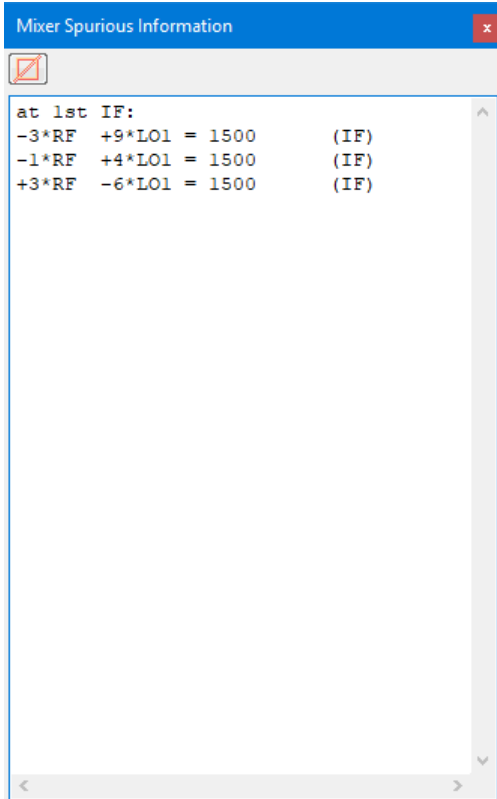 Mixer Spurious Information
x
at 1st IF:
-3*RF  +9*LO1 = 1500      (IF)
-1*RF  +4*LO1 = 1500      (IF)
+3*RF  -6*LO1 = 1500      (IF)